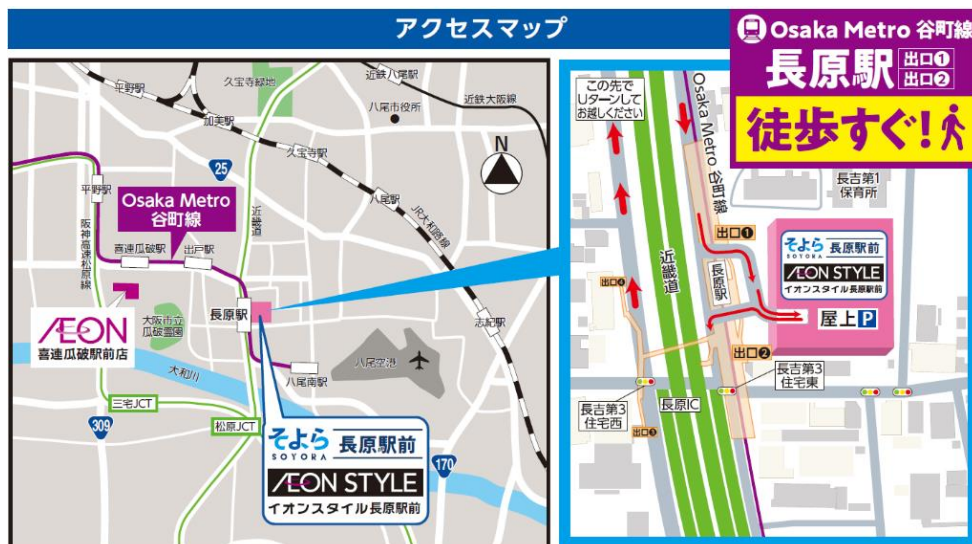 アクセスマップ
Osaka Metro 谷町線
長原駅
出口❶
出口❷
徒歩すぐ!
平野駅
加美駅
久宝寺緑地
近鉄八尾駅
近鉄大阪線
八尾市役所
久宝寺駅
八尾駅
JR大和路線
志紀駅
N
25
平野駅
Osaka Metro
谷町線
阪神高速松原線
喜連瓜破駅
出戸駅
近畿道
長原駅
AEON
喜連瓜破駅前店
大阪市立
瓜破霊園
大和川
八尾空港
八尾南駅
三宅JCT
309
松原JCT
170
そよら 長原駅前
SOYORA
AEON STYLE
イオンスタイル長原駅前
この先で
Uターンして
お越しください
Osaka Metro 谷町線
長吉第1
保育所
出口❶
近畿道
長原駅
出口❹
そよら 長原駅前
SOYORA
AEON STYLE
イオンスタイル長原駅前
屋上 P
出口❷
長吉第3
住宅東
長吉第3
住宅西
長原IC
出口❸